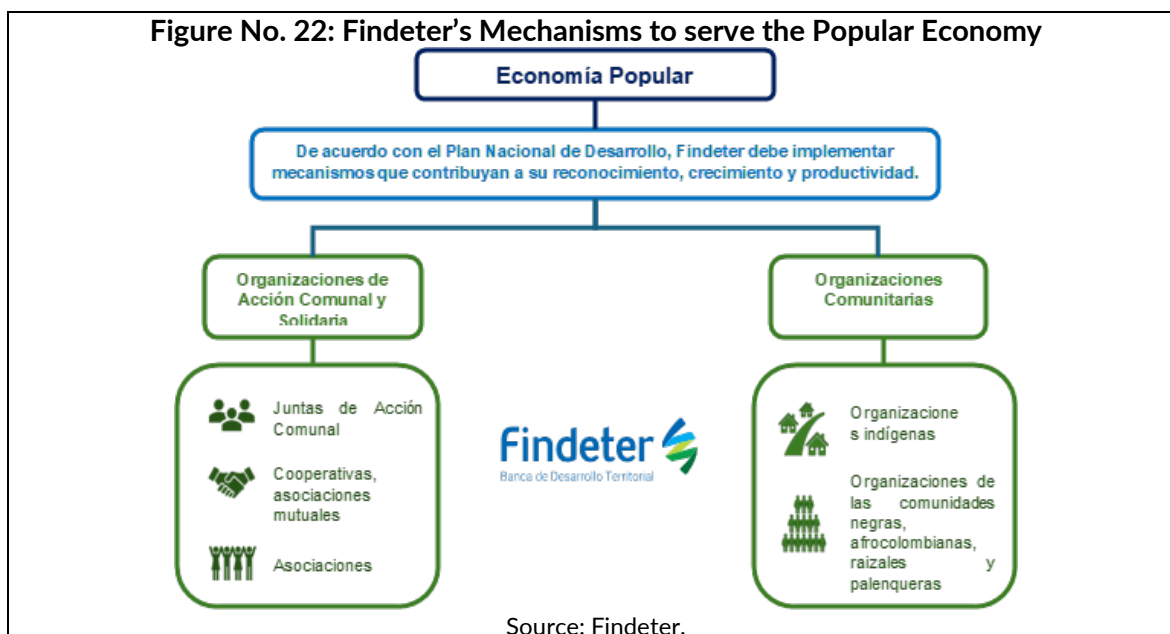 Figure No. 22: Findeter’s Mechanisms to serve the Popular Economy
Economía Popular
De acuerdo con el Plan Nacional de Desarrollo, Findeter debe implementar
mecanismos que contribuyan a su reconocimiento, crecimiento y productividad.
Organizaciones de
Acción Comunal y
Solidaria
Juntas de Acción
Comunal
Cooperativas,
asociaciones
mutuales
Asociaciones
Findeter
Banca de Desarrollo Territorial
Organizaciones
Comunitarias
Organizacione
s indígenas
Organizaciones de
las comunidades
negras,
afrocolombianas,
raizales y
palenqueras
Source: Findeter.